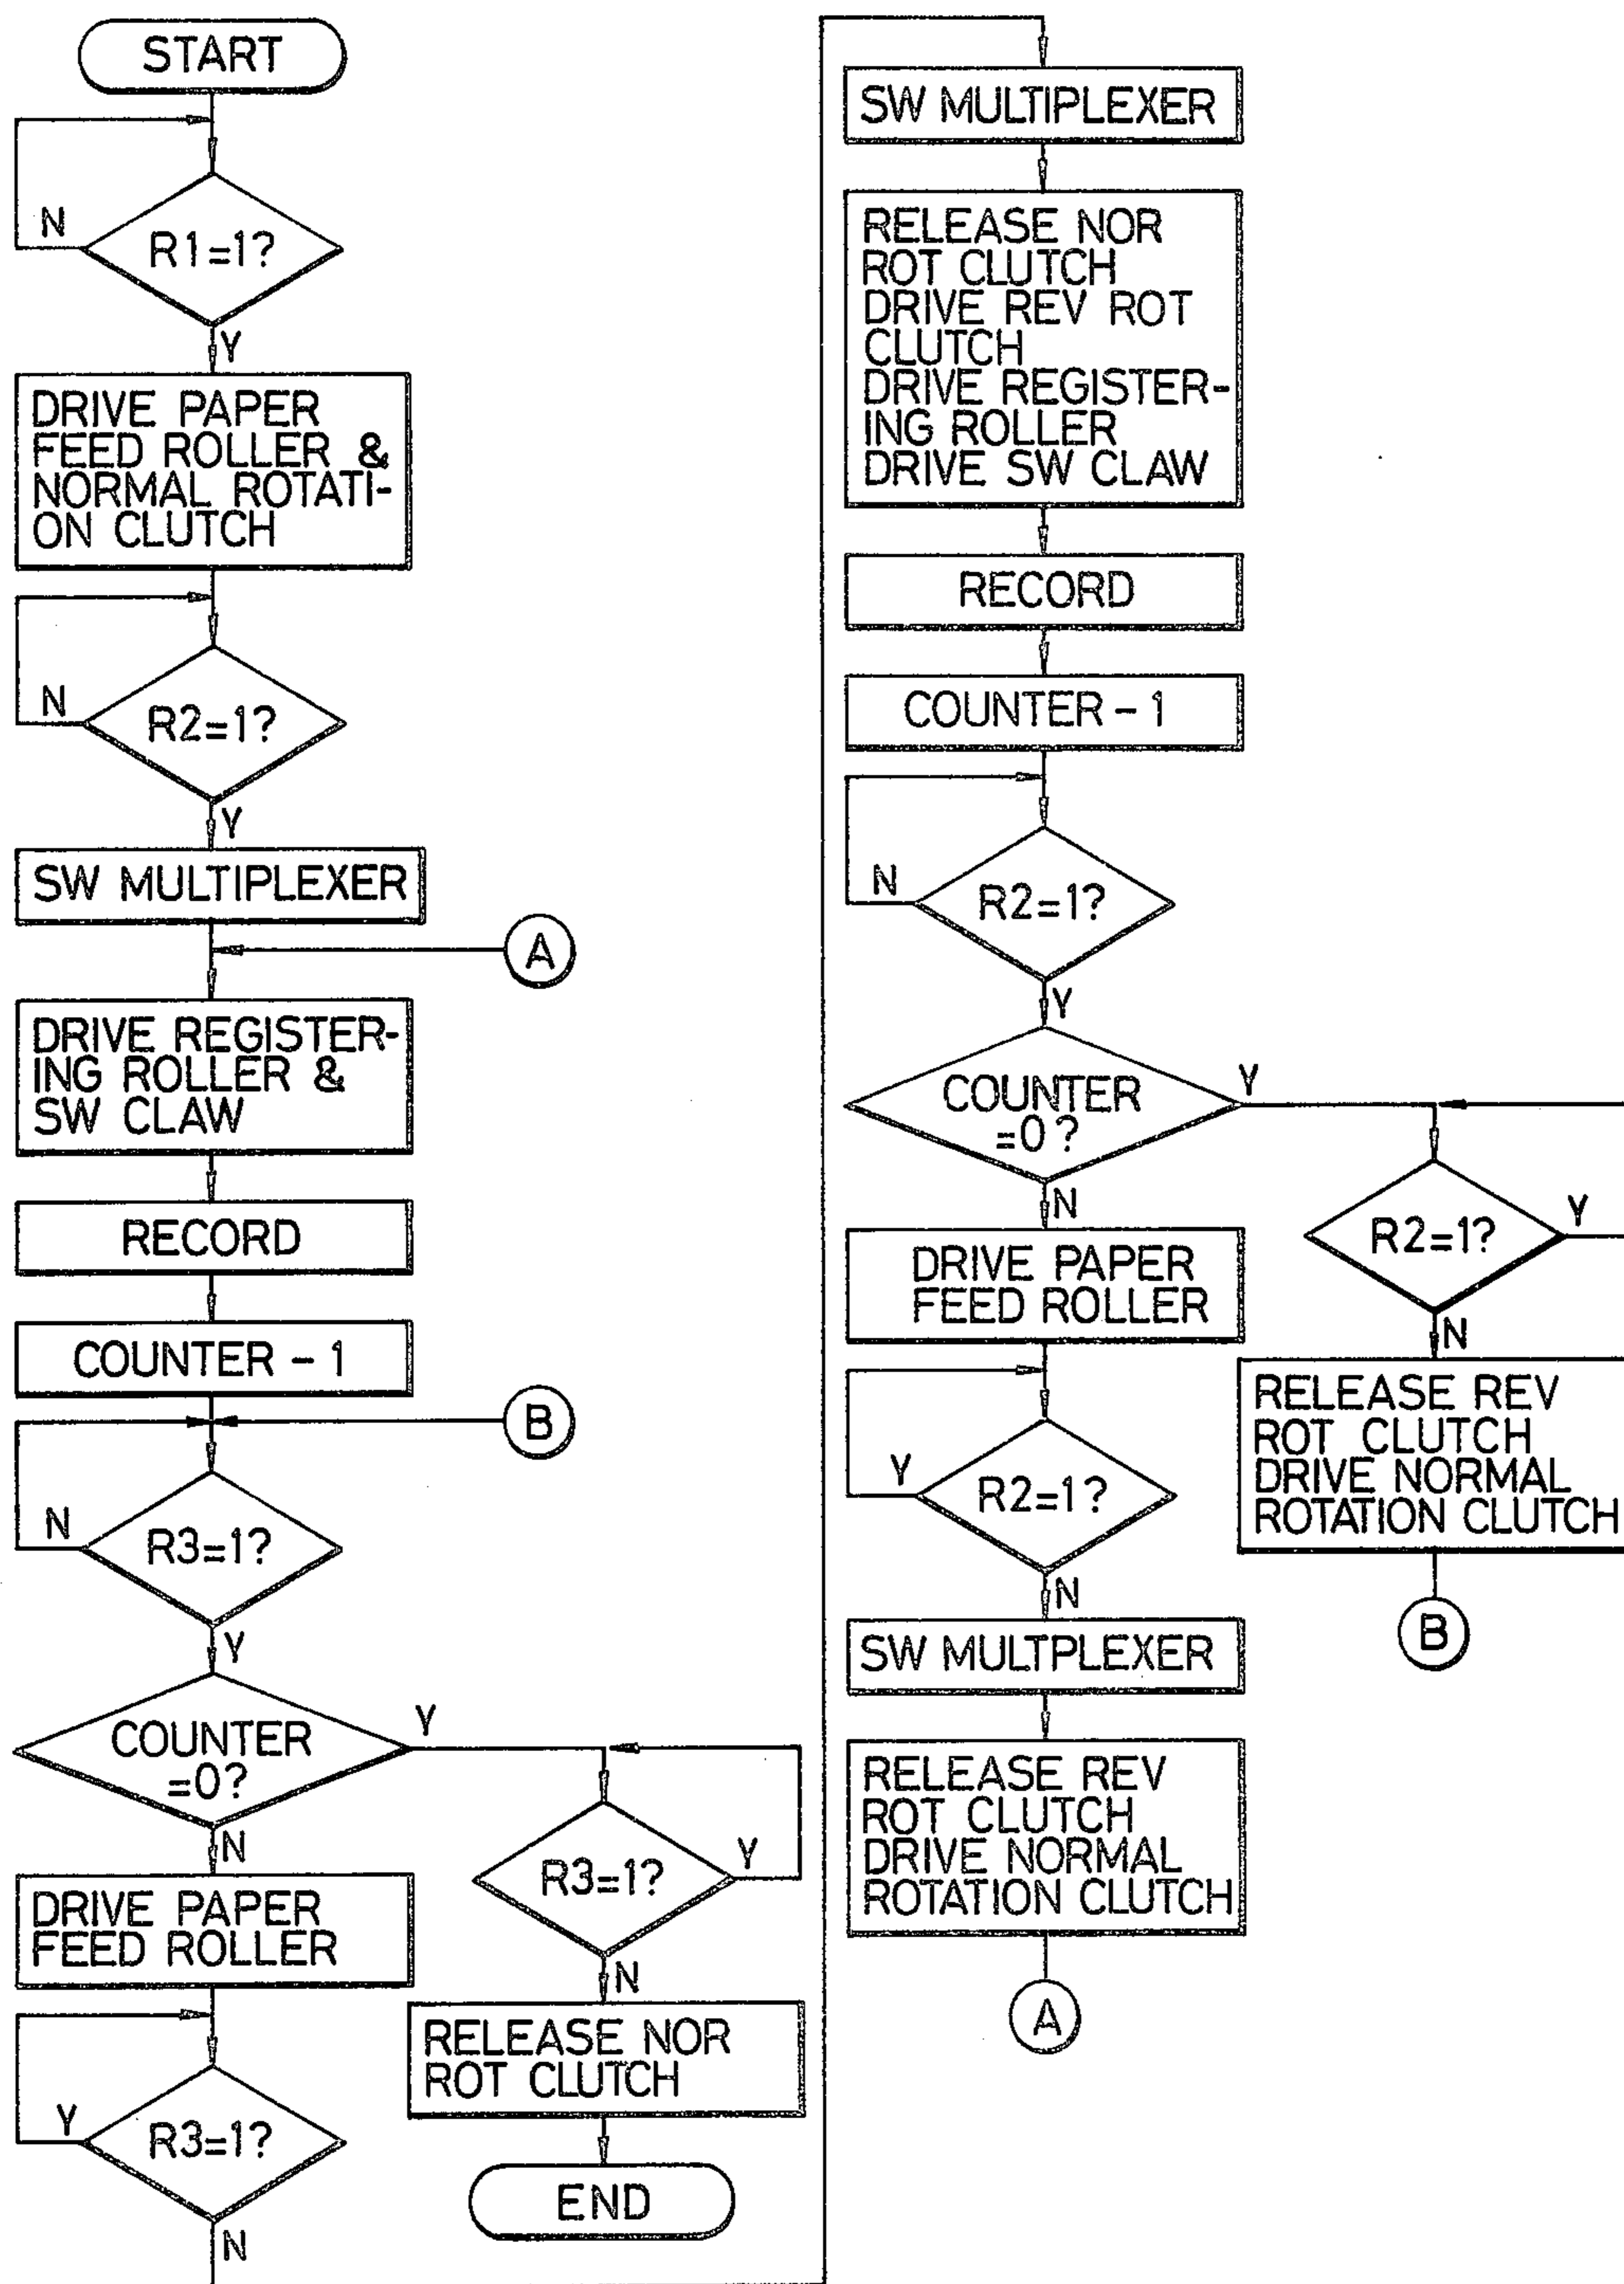 START
N
R1=1?
Y
DRIVE PAPER
FEED ROLLER &
NORMAL ROTATI-
ON CLUTCH
N
R2=1?
Y
SW MULTIPLEXER
A
DRIVE REGISTER-
ING ROLLER &
SW CLAW
RECORD
COUNTER - 1
B
N
R3=1?
Y
COUNTER
=0?
Y
N
DRIVE PAPER
FEED ROLLER
Y
R3=1?
N
R3=1?
Y
N
RELEASE NOR
ROT CLUTCH
END
SW MULTIPLEXER
RELEASE NOR
ROT CLUTCH
DRIVE REV ROT
CLUTCH
DRIVE REGISTER-
ING ROLLER
DRIVE SW CLAW
RECORD
COUNTER - 1
N
R2=1?
Y
COUNTER
=0?
Y
N
DRIVE PAPER
FEED ROLLER
Y
R2=1?
N
SW MULTPLEXER
RELEASE REV
ROT CLUTCH
DRIVE NORMAL
ROTATION CLUTCH
A
R2=1?
Y
N
RELEASE REV
ROT CLUTCH
DRIVE NORMAL
ROTATION CLUTCH
B